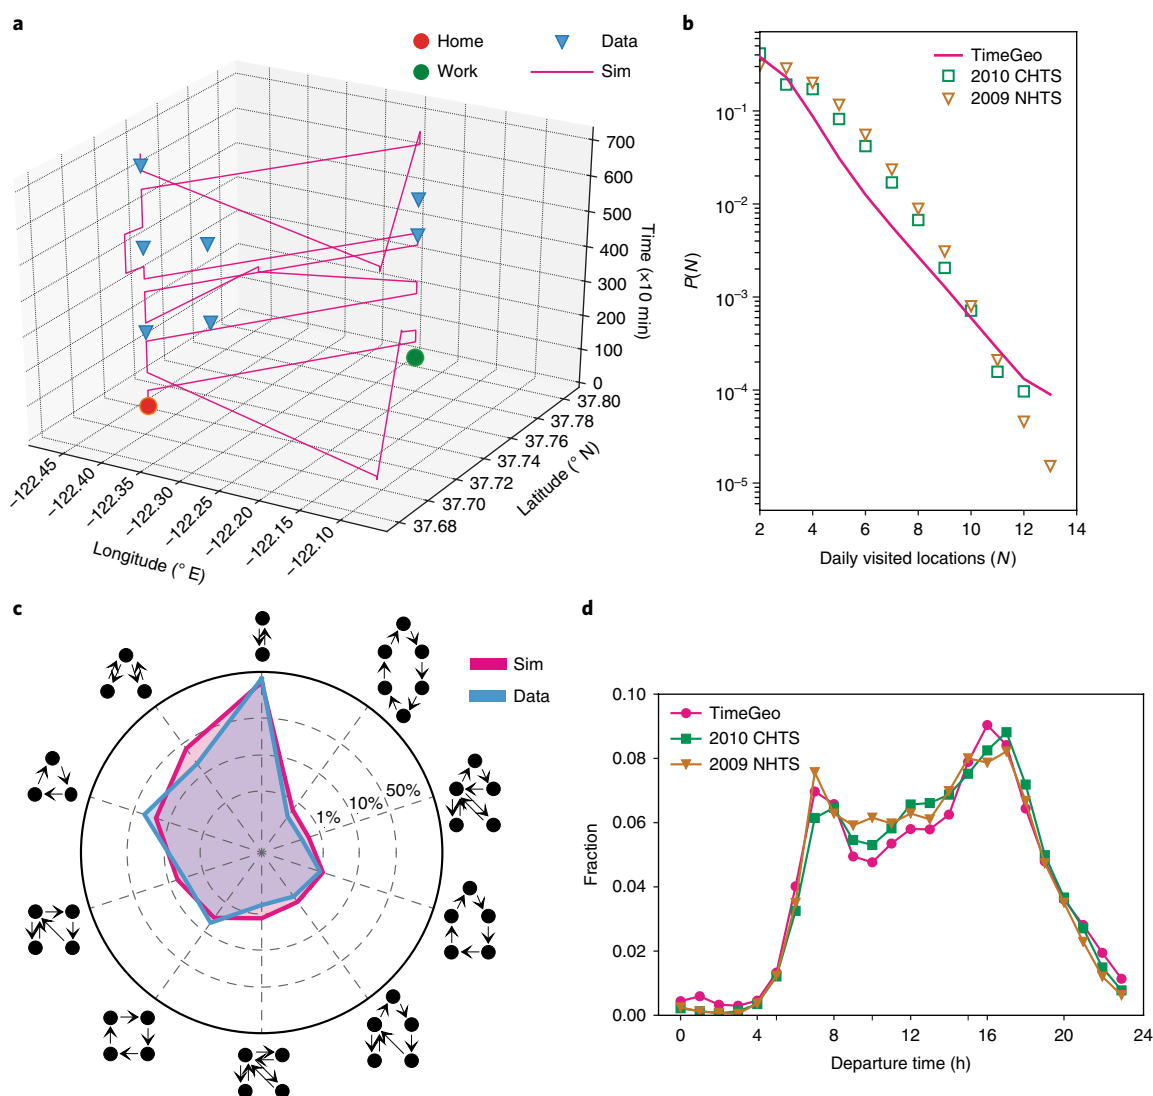 a
Home
Data
Work
Sim
700
600
500
400
300
200
100
0
Time (×10 min)
37.80
37.76
37.74
37.72
37.70
37.68
Latitude (° N)
−122.45
−122.40
−122.35
−122.30
−122.25
−122.20
−122.15
−122.10
Longitude (° E)
b
TimeGeo
2010 CHTS
2009 NHTS
10−1
10−2
10−3
10−4
10−5
P(N)
2
4
6
8
10
12
14
Daily visited locations (N)
c
Sim
Data
1%
10%
50%
d
TimeGeo
2010 CHTS
2009 NHTS
0.10
0.08
0.06
0.04
0.02
0.00
Fraction
0
4
8
12
16
20
24
Departure time (h)